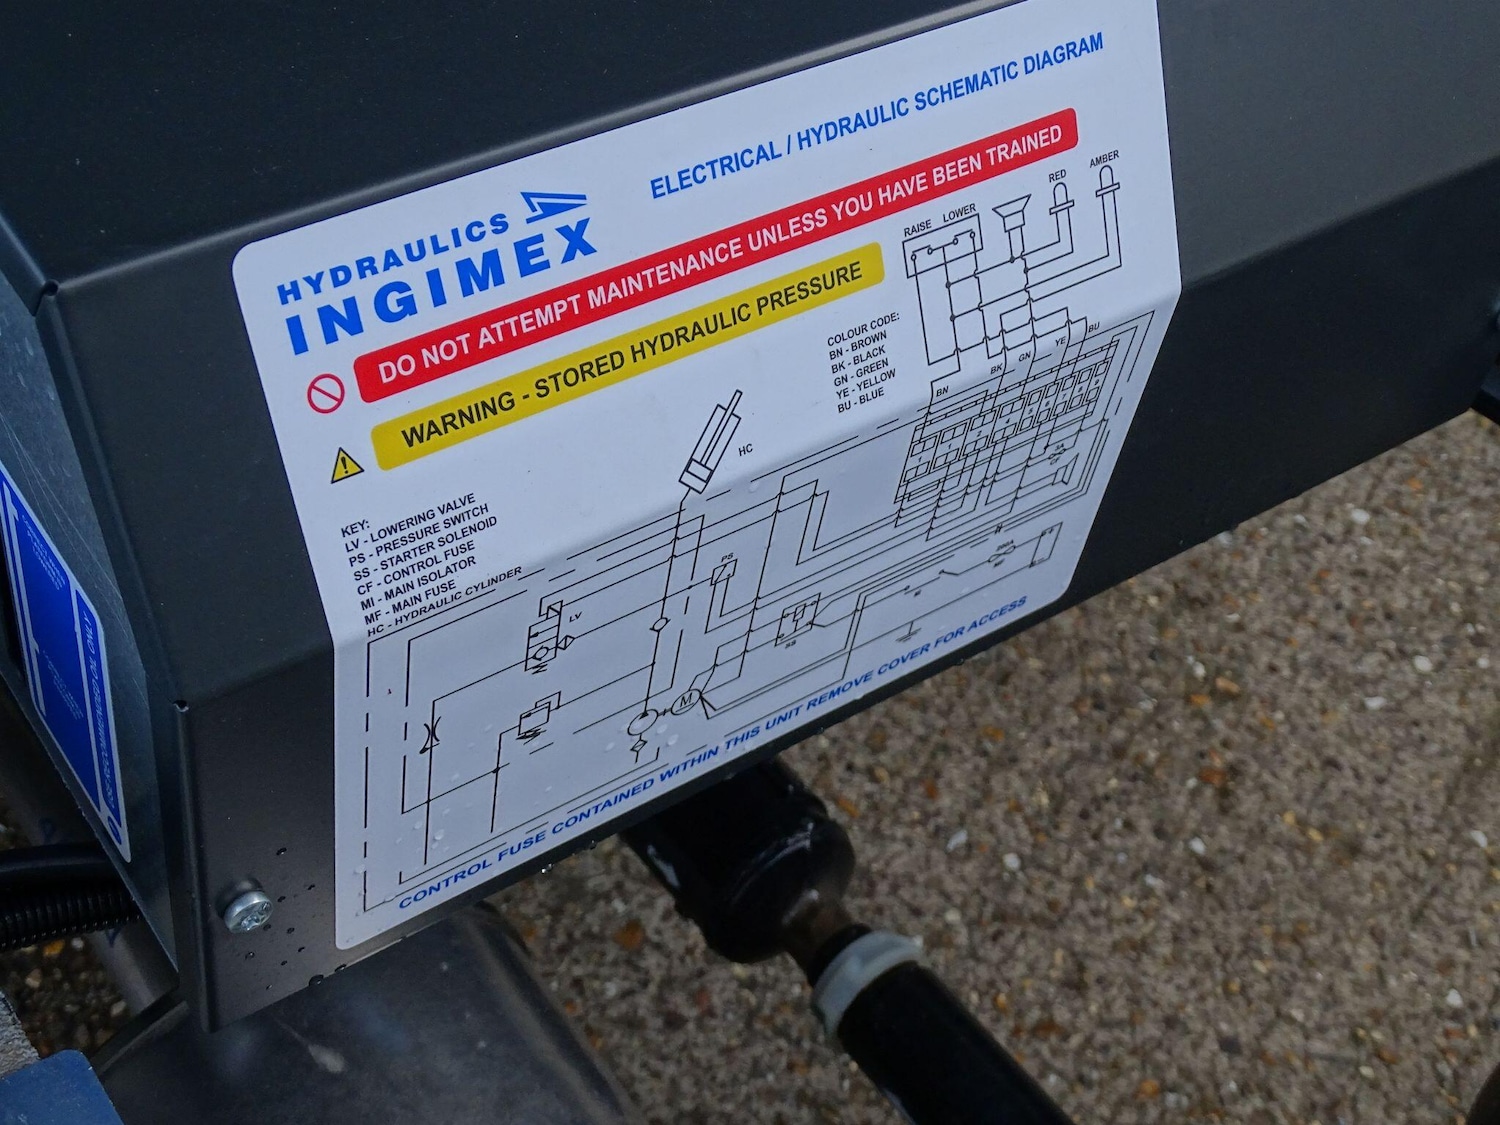 ELECTRICAL / HYDRAULIC SCHEMATIC DIAGRAM
HYDRAULICS
INGIMEX
DO NOT ATTEMPT MAINTENANCE UNLESS YOU HAVE BEEN TRAINED
WARNING - STORED HYDRAULIC PRESSURE
RAISE LOWER
RED
AMBER
COLOUR CODE:
BN - BROWN
BK - BLACK
GN - GREEN
YE - YELLOW
BU - BLUE
BN
BK
GN
YE
BU
HC
KEY:
LV - LOWERING VALVE
PS - PRESSURE SWITCH
SS - STARTER SOLENOID
CF - CONTROL FUSE
MI - MAIN ISOLATOR
MF - MAIN FUSE
HC - HYDRAULIC CYLINDER
LV
PS
SS
M
CONTROL FUSE CONTAINED WITHIN THIS UNIT REMOVE COVER FOR ACCESS
USE RECOMMENDED OIL ONLY